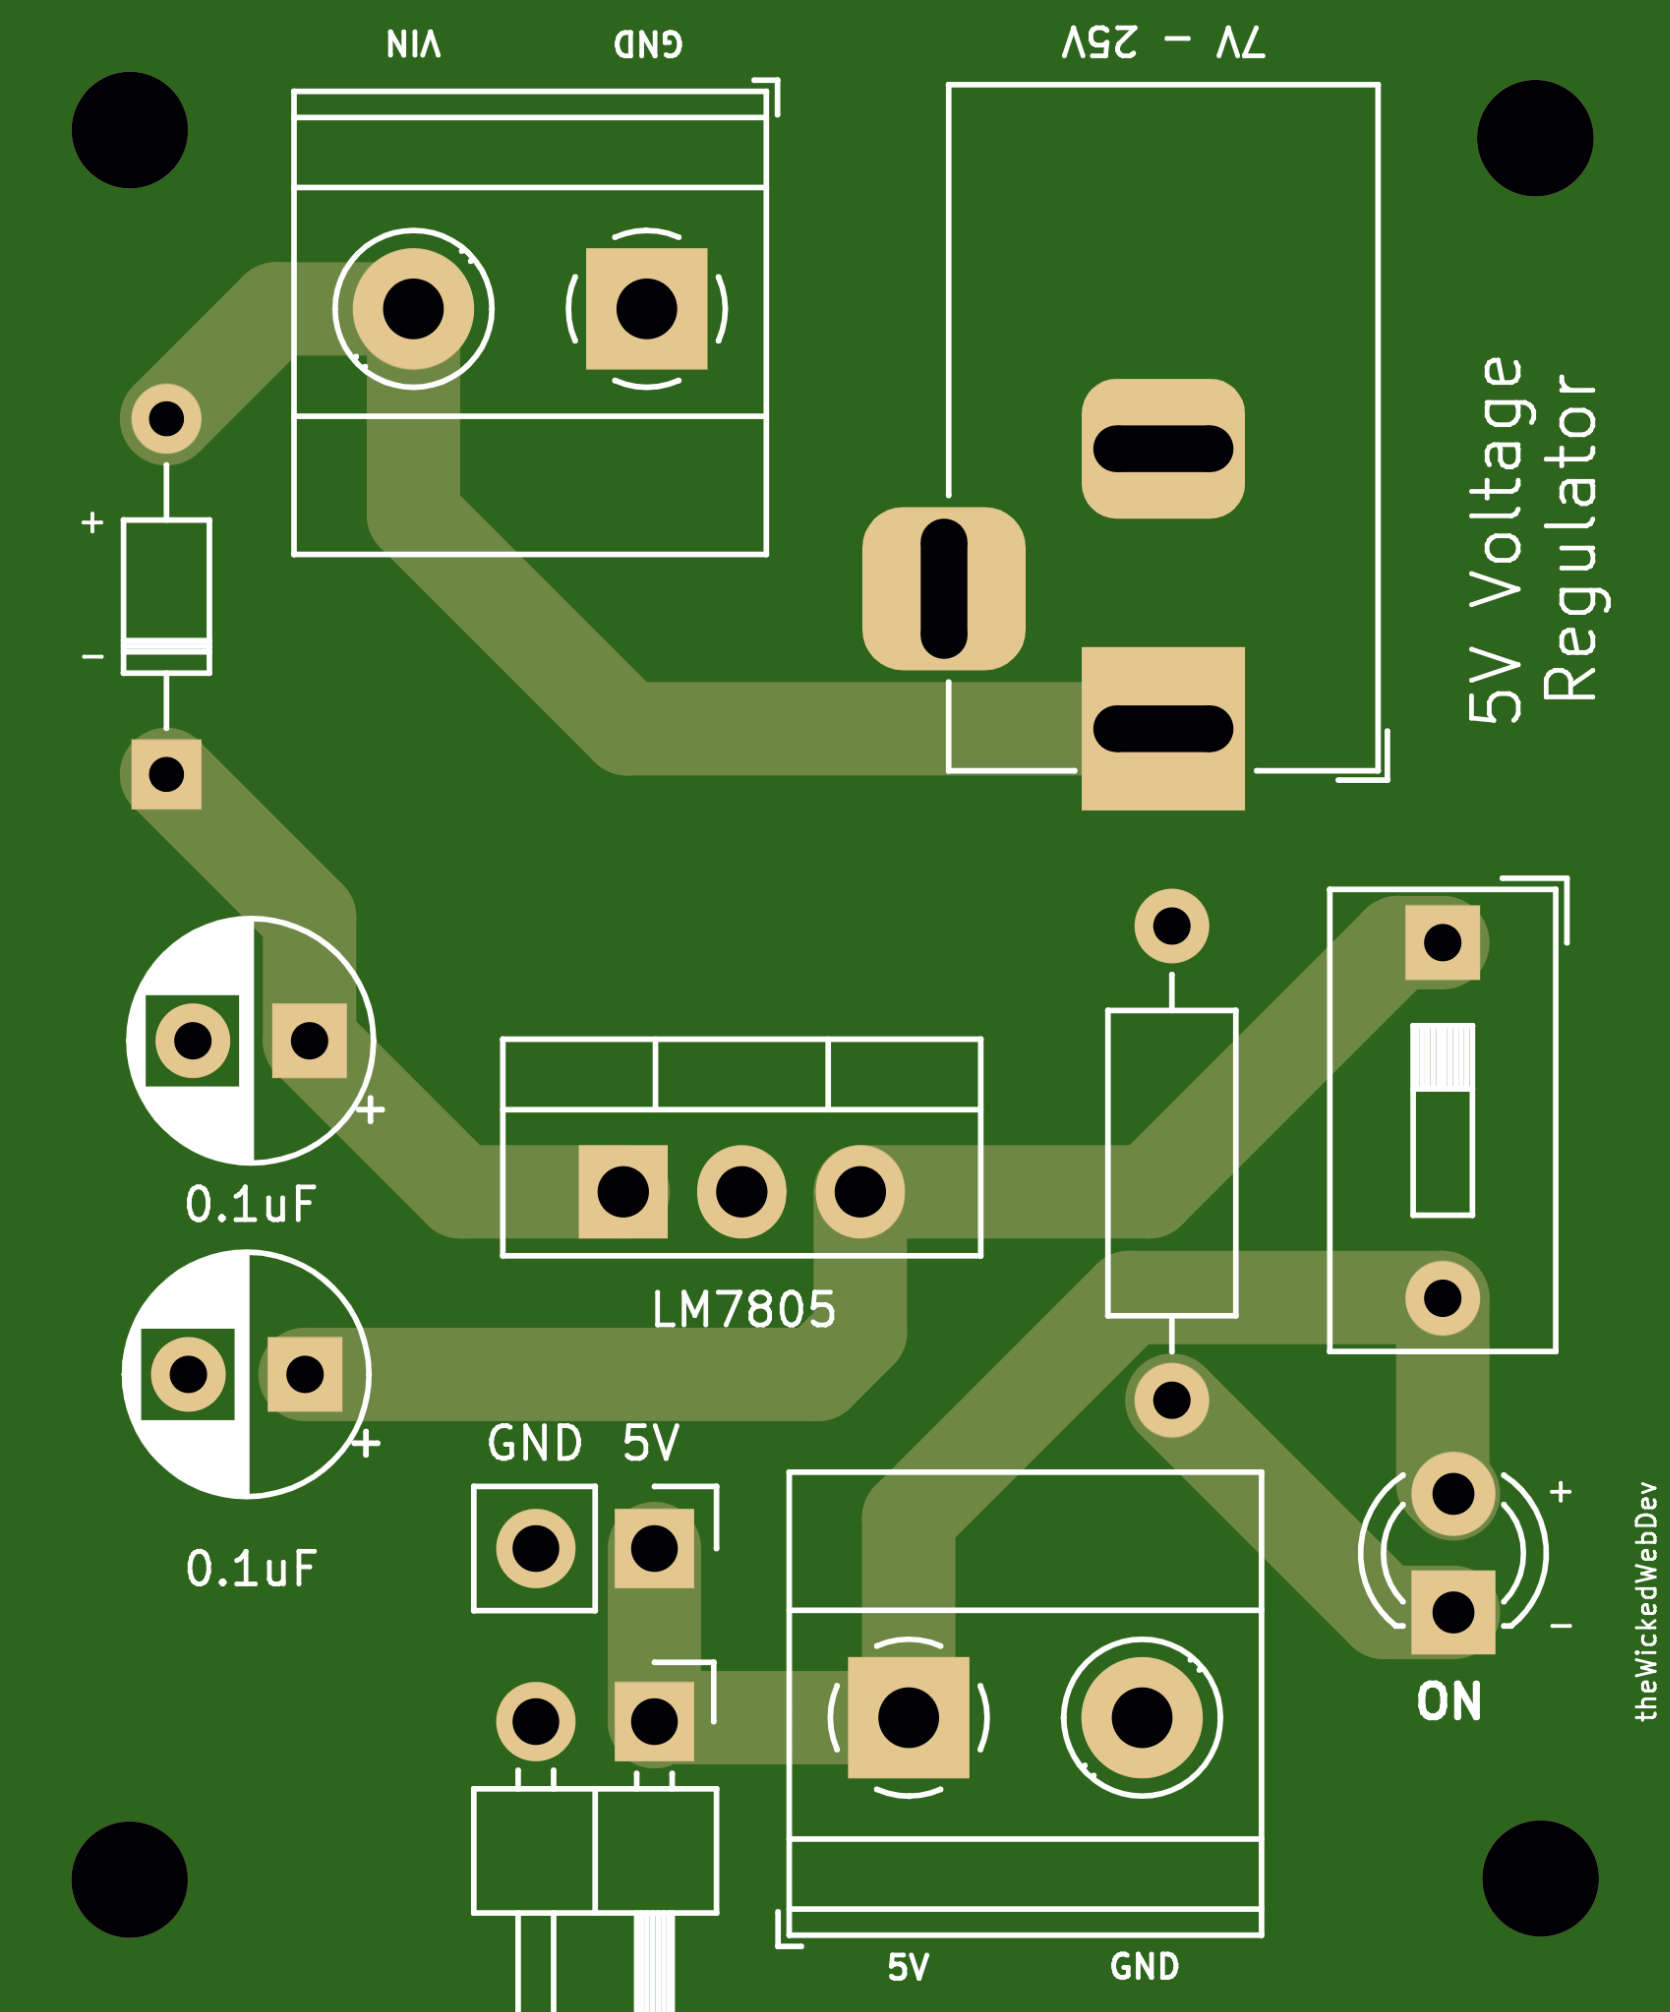 VIN
GND
7V - 25V
5V Voltage
Regulator
+
-
+
0.1uF
LM7805
+
0.1uF
GND 5V
+
-
ON
theWickedWebDev
5V
GND